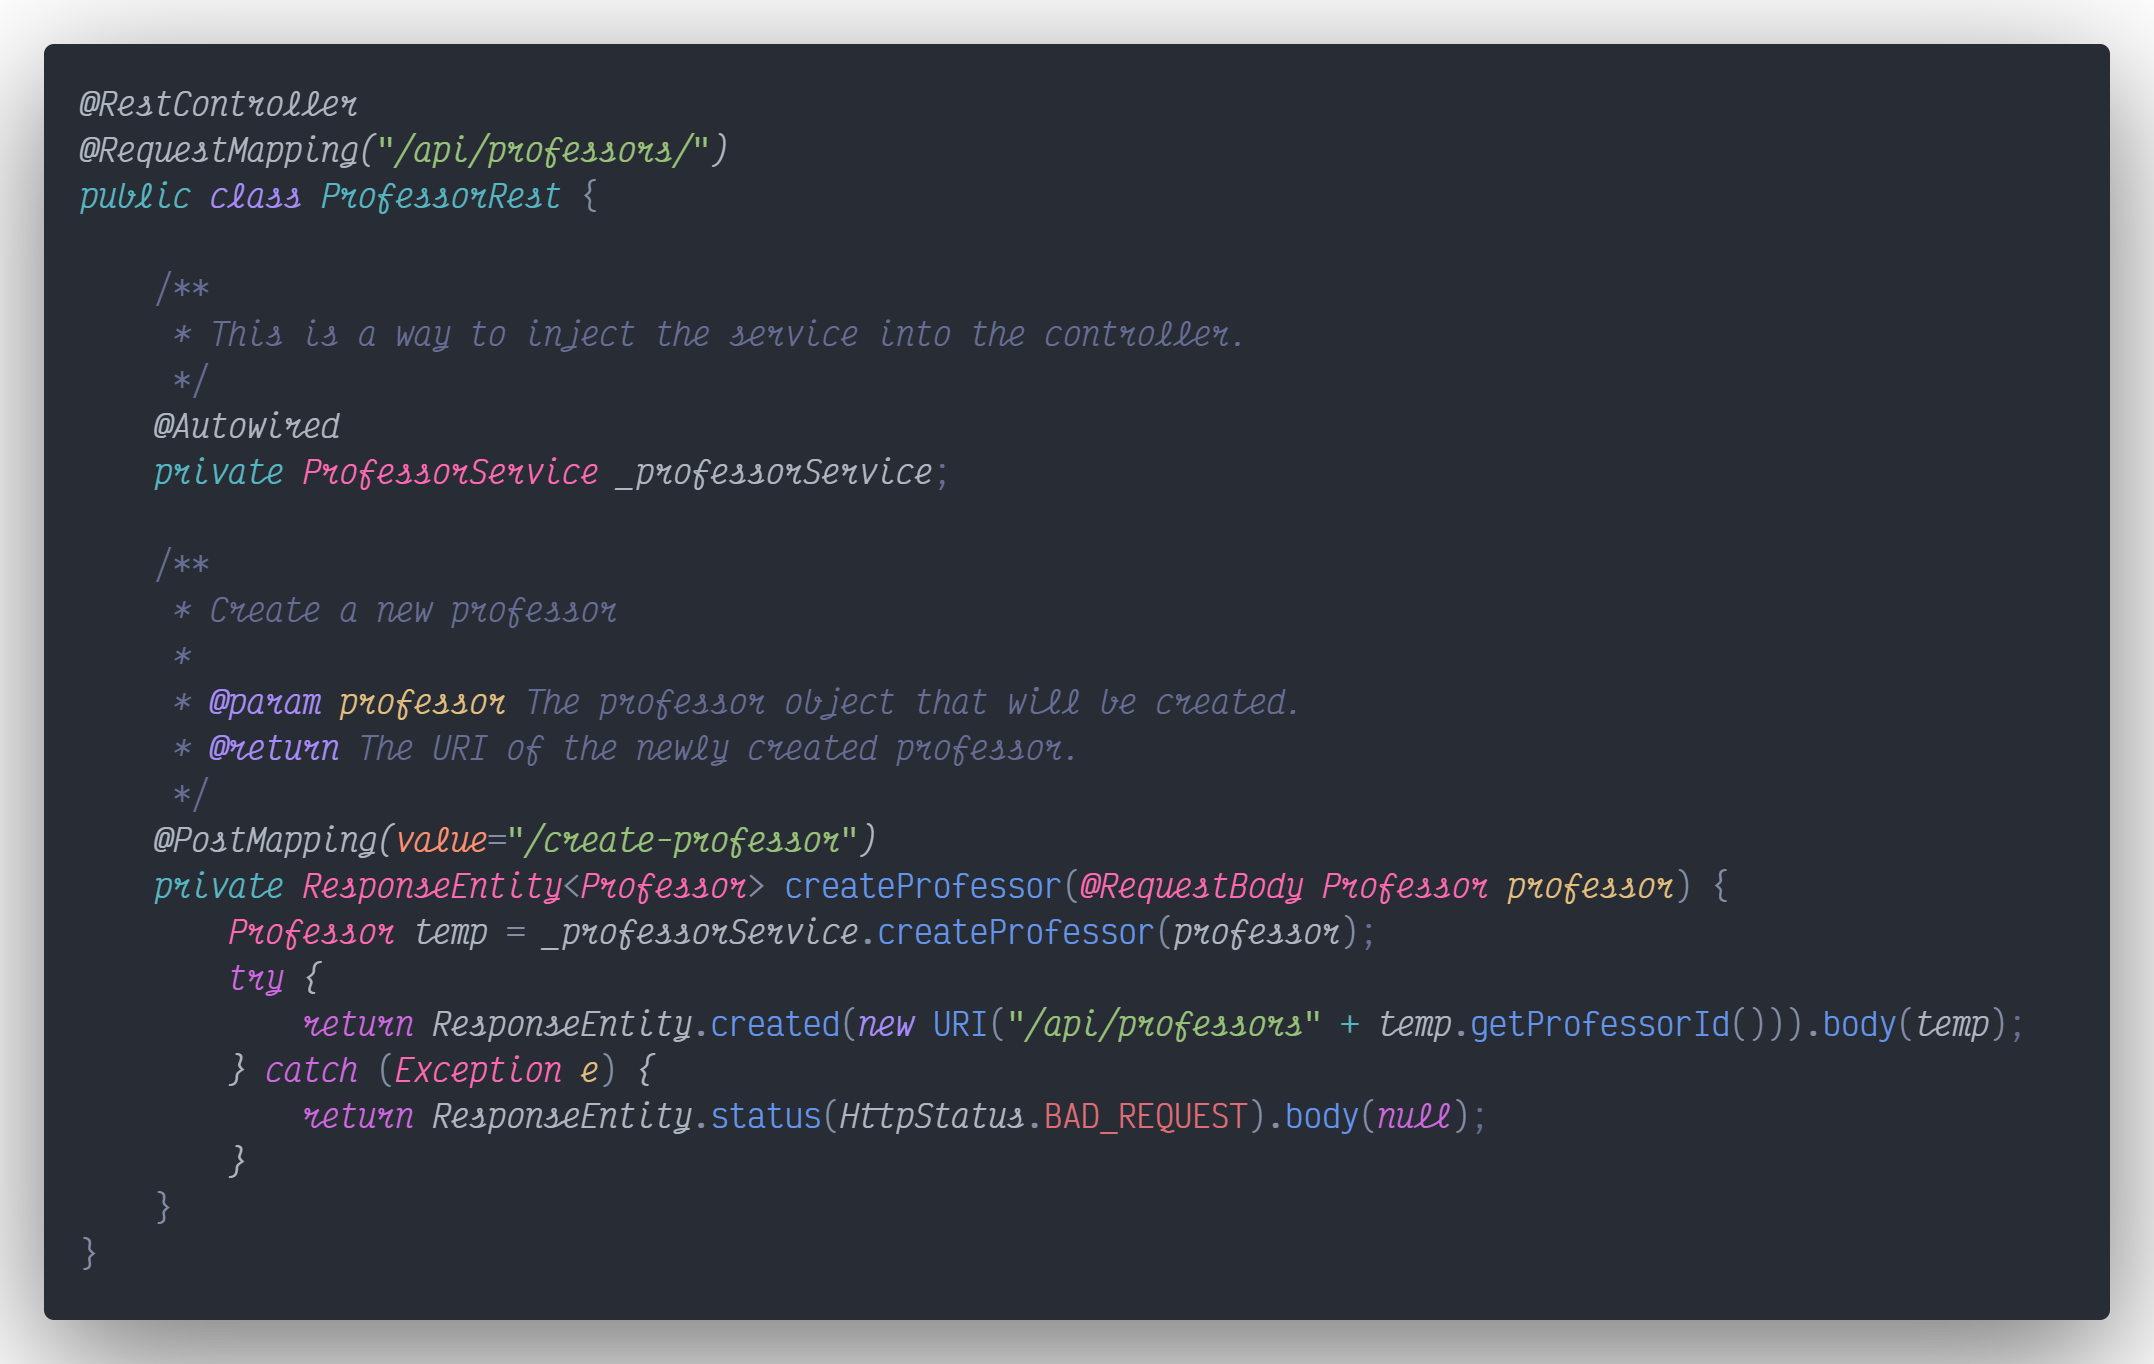 @RestController
@RequestMapping("/api/professors/")
public class ProfessorRest {
    /**
     * This is a way to inject the service into the controller.
     */
    @Autowired
    private ProfessorService _professorService;
    /**
     * Create a new professor
     *
     * @param professor The professor object that will be created.
     * @return The URI of the newly created professor.
     */
    @PostMapping(value="/create-professor")
    private ResponseEntity<Professor> createProfessor(@RequestBody Professor professor) {
        Professor temp = _professorService.createProfessor(professor);
        try {
            return ResponseEntity.created(new URI("/api/professors" + temp.getProfessorId())).body(temp);
        } catch (Exception e) {
            return ResponseEntity.status(HttpStatus.BAD_REQUEST).body(null);
        }
    }
}